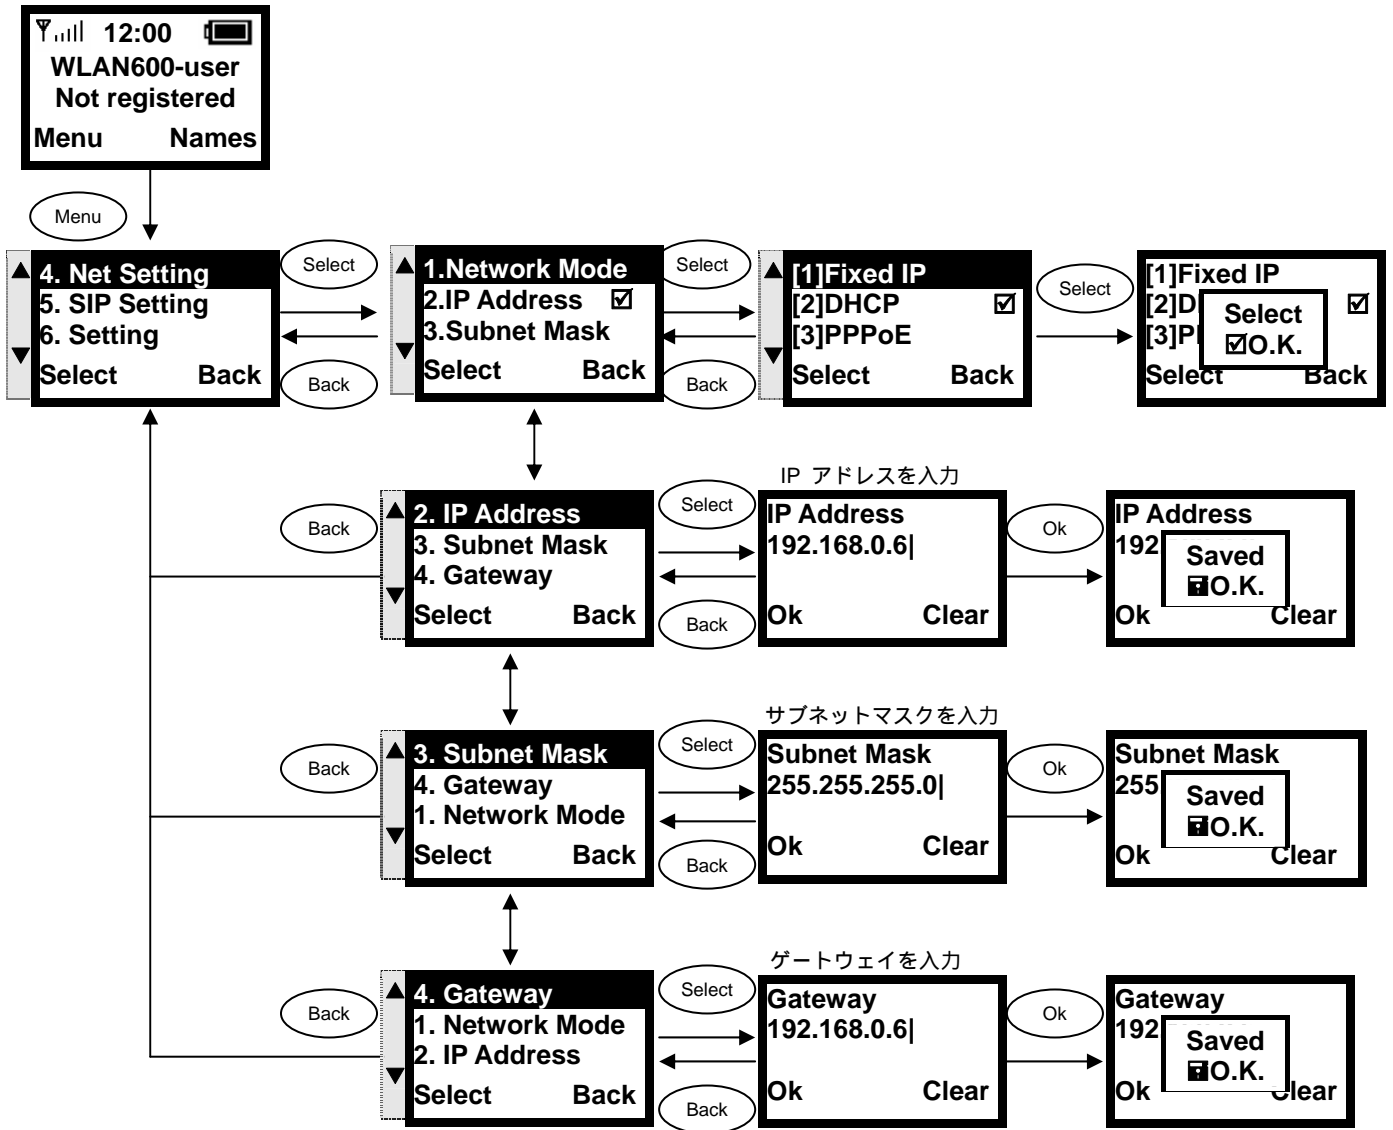 12:00
WLAN600-user
Not registered
Menu Names
Menu
4. Net Setting
5. SIP Setting
6. Setting
Select Back
Select
Back
1.Network Mode
2.IP Address ☑
3.Subnet Mask
Select Back
Select
Back
[1]Fixed IP
[2]DHCP ☑
[3]PPPoE
Select Back
Select
[1]Fixed IP
[2]D ☑
[3]P
Select
☑O.K.
Select Back
Back
2. IP Address
3. Subnet Mask
4. Gateway
Select Back
Select
Back
IP アドレスを入力
IP Address
192.168.0.6|
Ok Clear
Ok
IP Address
192
Saved
O.K.
Ok Clear
Back
3. Subnet Mask
4. Gateway
1. Network Mode
Select Back
Select
Back
サブネットマスクを入力
Subnet Mask
255.255.255.0|
Ok Clear
Ok
Subnet Mask
255
Saved
O.K.
Ok Clear
Back
4. Gateway
1. Network Mode
2. IP Address
Select Back
Select
Back
ゲートウェイを入力
Gateway
192.168.0.6|
Ok Clear
Ok
Gateway
192
Saved
O.K.
Ok Clear